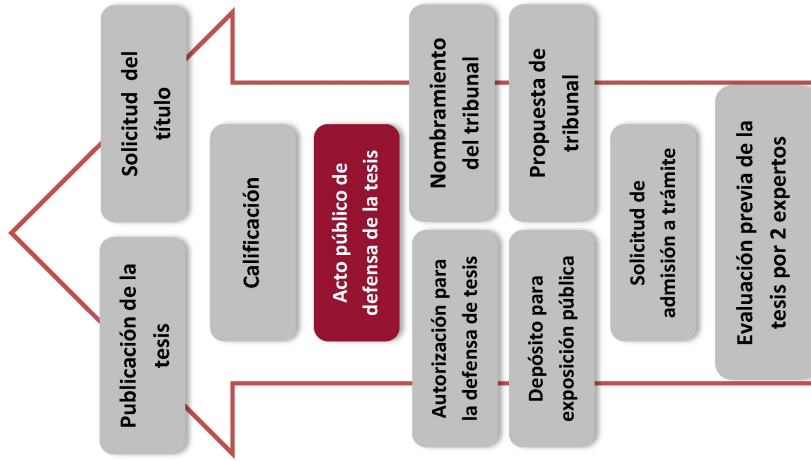 Evaluación previa de la
tesis por 2 expertos
Solicitud de
admisión a trámite
Depósito para
exposición pública
Propuesta de
tribunal
Autorización para
la defensa de tesis
Nombramiento
del tribunal
Acto público de
defensa de la tesis
Calificación
Publicación de la
tesis
Solicitud del
título